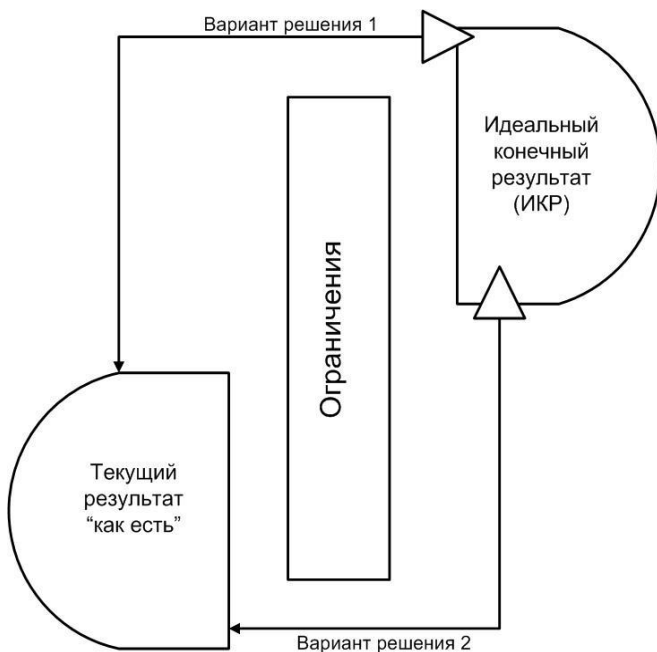 Вариант решения 1
Идеальный
конечный
результат
(ИКР)
Ограничения
Текущий
результат
“как есть”
Вариант решения 2